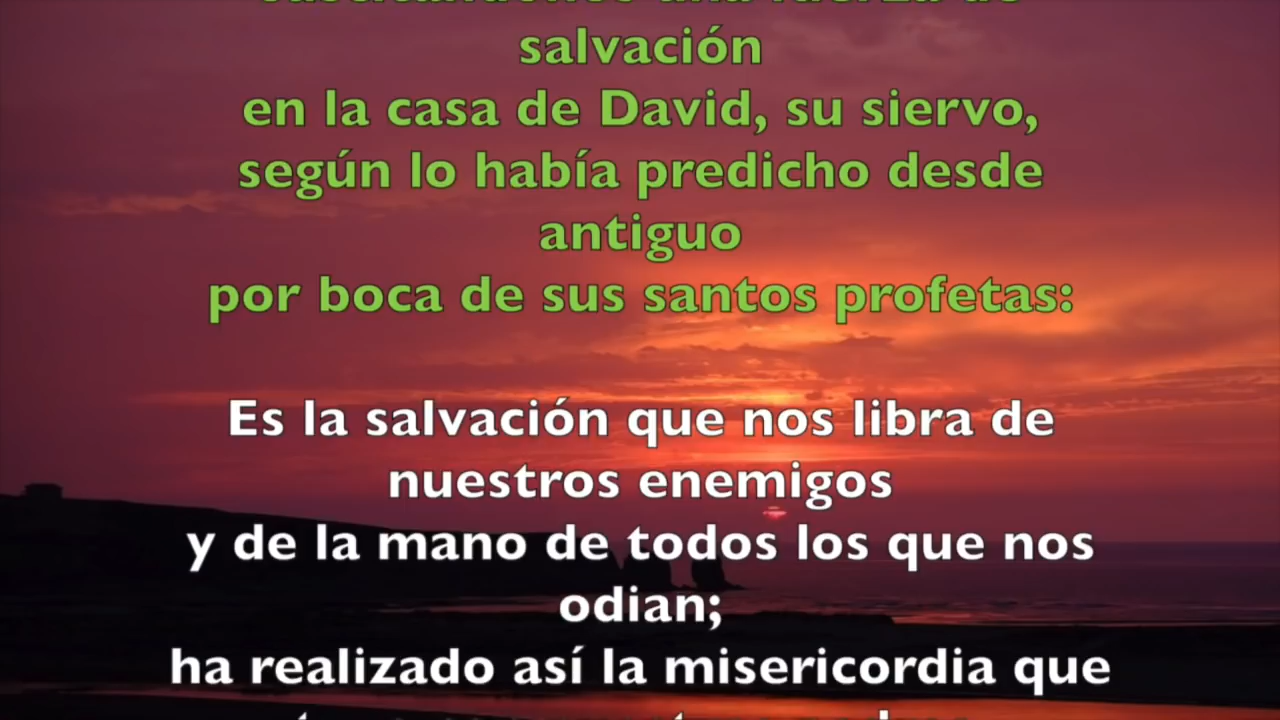 salvación
en la casa de David, su siervo,
según lo había predicho desde
antiguo
por boca de sus santos profetas:
Es la salvación que nos libra de
nuestros enemigos
y de la mano de todos los que nos
odian;
ha realizado así la misericordia que